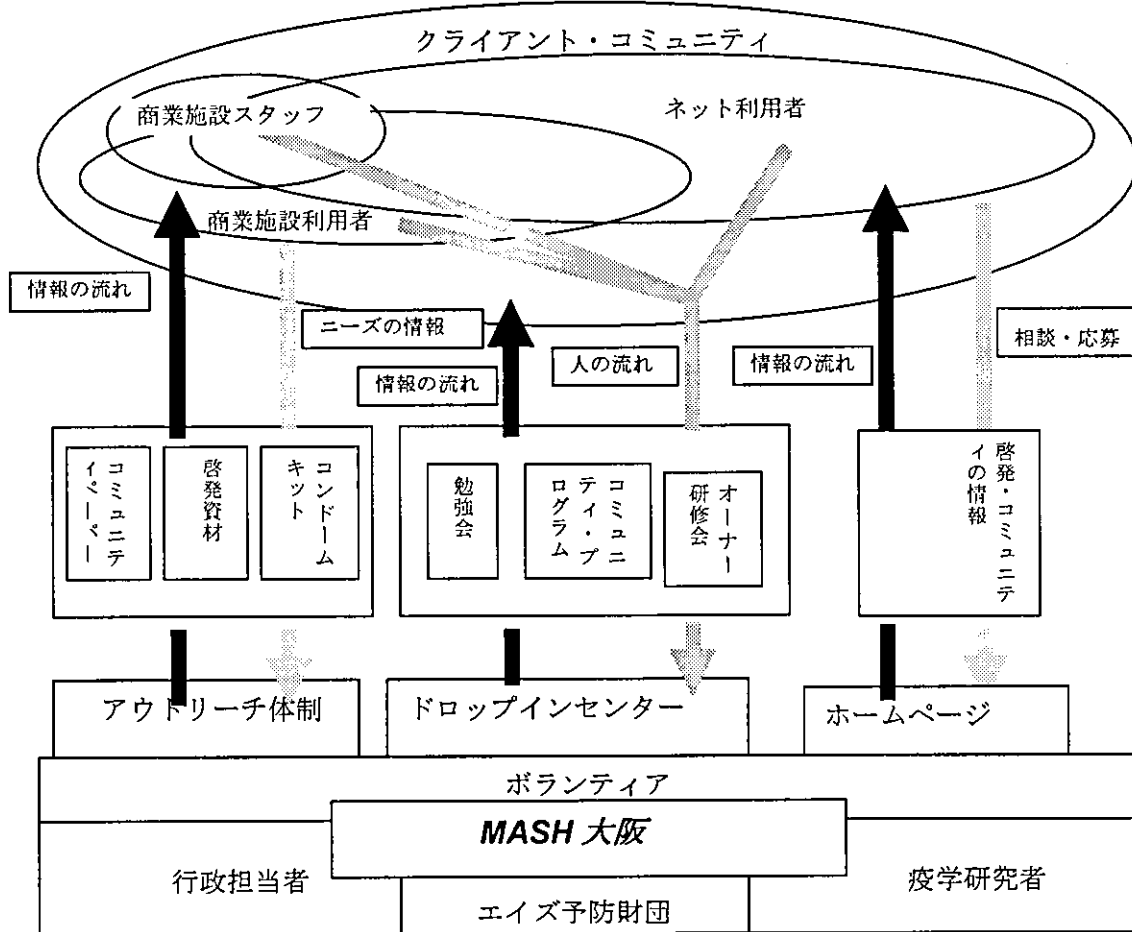 クライアント・コミュニティ
商業施設スタッフ
ネット利用者
商業施設利用者
情報の流れ
ニーズの情報
情報の流れ
人の流れ
情報の流れ
相談・応募
コミュニテ
ィペーパー
啓発資材
コンドーム
キット
勉強会
コミュニ
ティ・プ
ログラム
オーナー
研修会
啓発・コミュニテ
ィの情報
アウトリーチ体制
ドロップインセンター
ホームページ
ボランティア
MASH 大阪
行政担当者
疫学研究者
エイズ予防財団